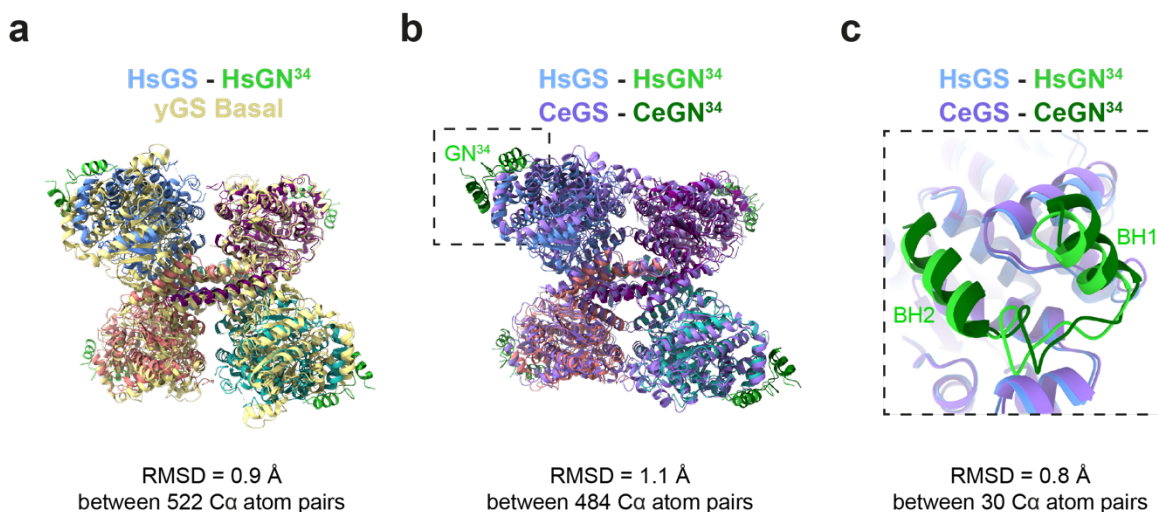 a
HsGS - HsGN³⁴
yGS Basal
RMSD = 0.9 Å
between 522 Cα atom pairs
b
HsGS - HsGN³⁴
CeGS - CeGN³⁴
GN³⁴
RMSD = 1.1 Å
between 484 Cα atom pairs
c
HsGS - HsGN³⁴
CeGS - CeGN³⁴
BH1
BH2
RMSD = 0.8 Å
between 30 Cα atom pairs